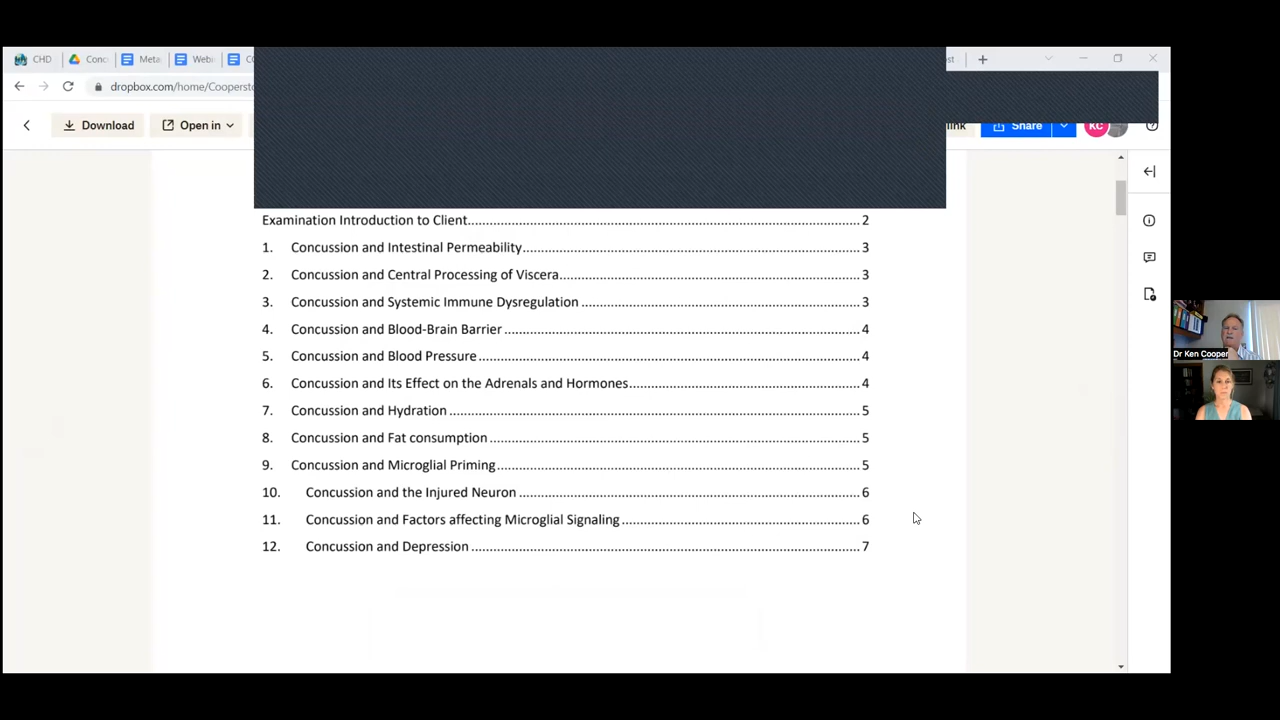 CHD Conc Meta Webi CO st
dropbox.com/home/Coopersto
Download Open in link Share KC
Examination Introduction to Client 2
1. Concussion and Intestinal Permeability 3
2. Concussion and Central Processing of Viscera 3
3. Concussion and Systemic Immune Dysregulation 3
4. Concussion and Blood-Brain Barrier 4
5. Concussion and Blood Pressure 4
6. Concussion and Its Effect on the Adrenals and Hormones 4
7. Concussion and Hydration 5
8. Concussion and Fat consumption 5
9. Concussion and Microglial Priming 5
10. Concussion and the Injured Neuron 6
11. Concussion and Factors affecting Microglial Signaling 6
12. Concussion and Depression 7
Dr Ken Cooper